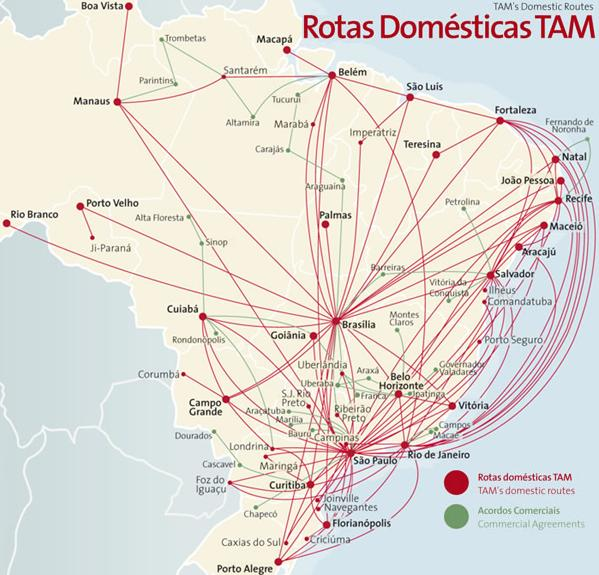 TAM's Domestic Routes
Rotas Domésticas TAM
Boa Vista
Trombetas
Macapá
Parintins
Santarém
Belém
Manaus
Tucuruí
São Luis
Altamira
Marabá
Imperatriz
Fortaleza
Fernando de
Noronha
Carajás
Teresina
Natal
Araguaina
João Pessoa
Recife
Porto Velho
Rio Branco
Alta Floresta
Palmas
Petrolina
Maceió
Ji-Paraná
Sinop
Aracajú
Barreiras
Salvador
Vitória da
Conquista
Ilhéus
Comandatuba
Cuiabá
Brasília
Montes
Claros
Rondonópolis
Goiânia
Porto Seguro
Uberlândia
Araxá
Governador
Valadares
Corumbá
Uberaba
Belo
Horizonte
Ipatinga
Franca
Campo
Grande
S.J. Rio
Preto
Ribeirão
Preto
Vitória
Araçatuba
Marília
Dourados
Bauru
Campinas
Campos
Macaé
Londrina
São Paulo
Rio de Janeiro
Cascavel
Maringá
Foz do
Iguaçu
Curitiba
Joinville
Navegantes
Chapecó
Florianópolis
Caxias do Sul
Criciúma
Porto Alegre
Rotas domésticas TAM
TAM's domestic routes
Acordos Comerciais
Commercial Agreements